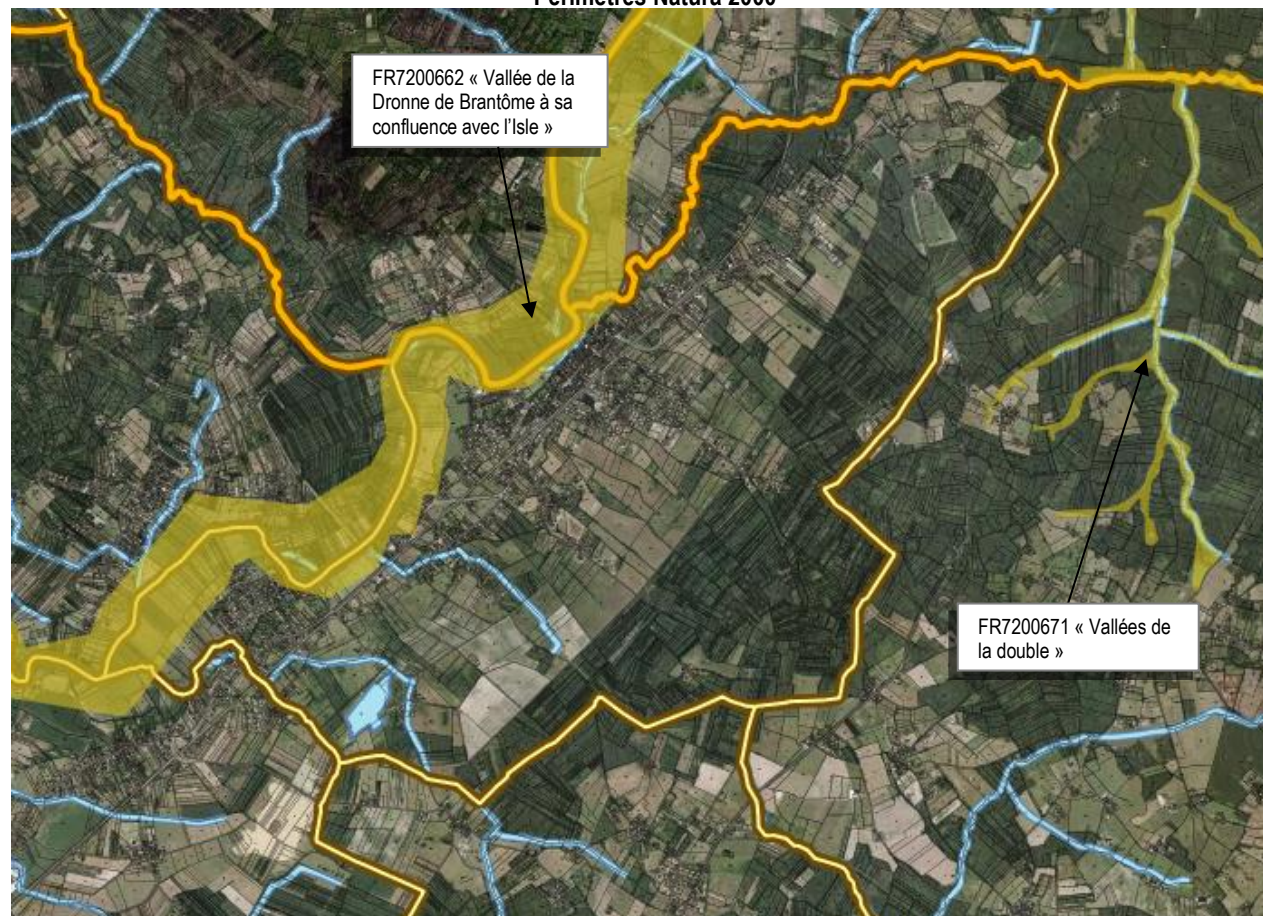 Périmètres Natura 2000
FR7200662 « Vallée de la
Dronne de Brantôme à sa
confluence avec l'Isle »
FR7200671 « Vallées de
la double »